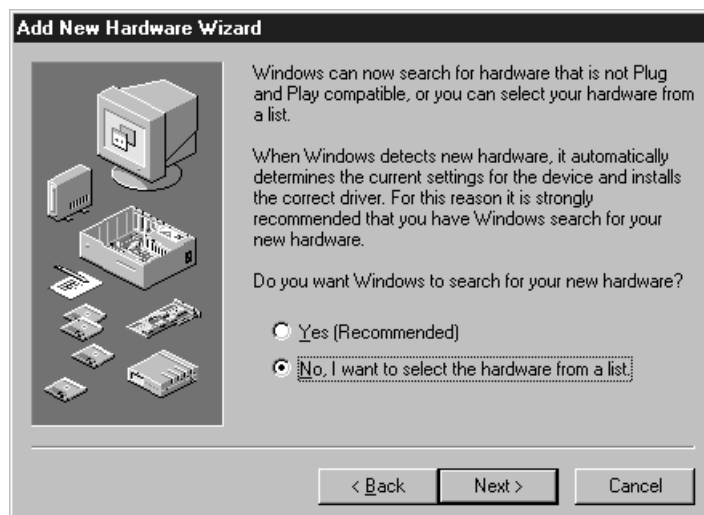 Add New Hardware Wizard
Windows can now search for hardware that is not Plug
and Play compatible, or you can select your hardware from
a list.
When Windows detects new hardware, it automatically
determines the current settings for the device and installs
the correct driver. For this reason it is strongly
recommended that you have Windows search for your
new hardware.
Do you want Windows to search for your new hardware?
Yes (Recommended)
No, I want to select the hardware from a list.
< Back
Next >
Cancel